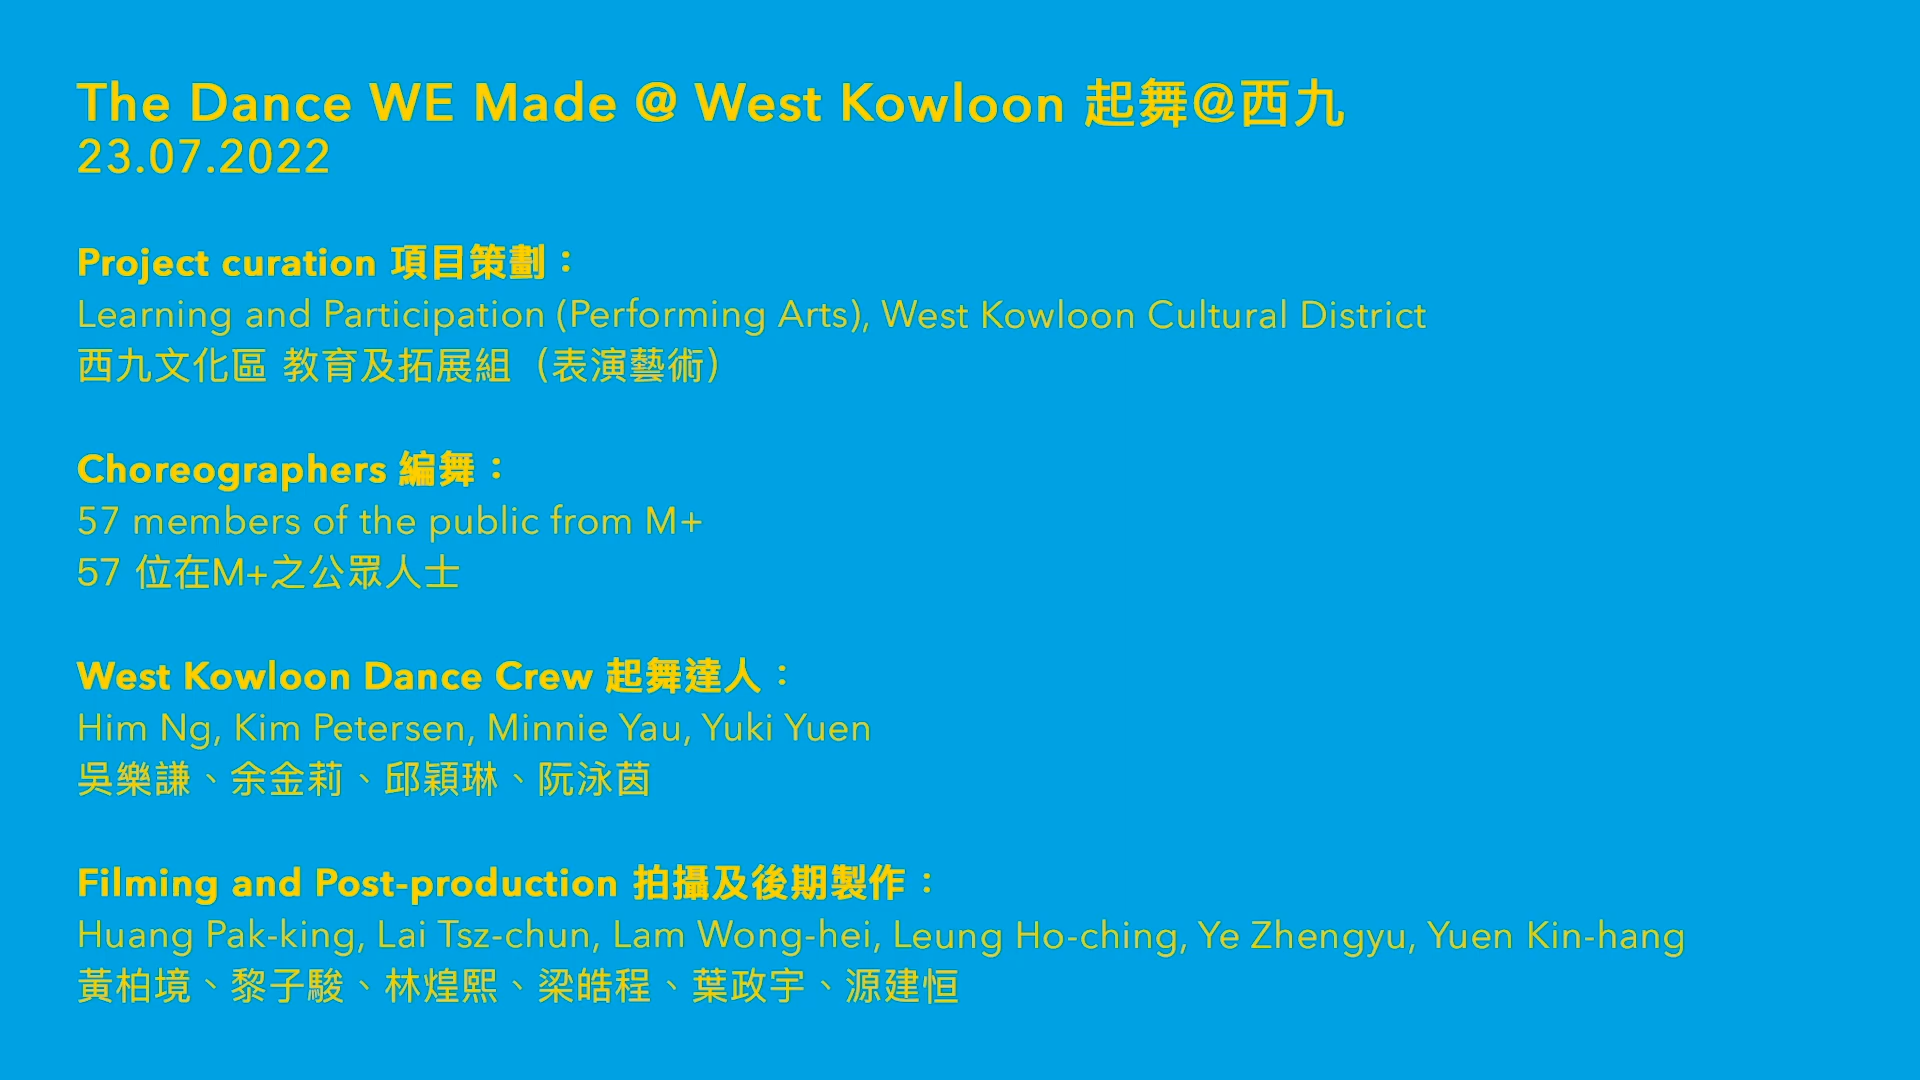 The Dance WE Made @ West Kowloon 起舞@西九
23.07.2022
Project curation 項目策劃：
Learning and Participation (Performing Arts), West Kowloon Cultural District
西九文化區 教育及拓展組（表演藝術）
Choreographers 編舞：
57 members of the public from M+
57 位在M+之公眾人士
West Kowloon Dance Crew 起舞達人：
Him Ng, Kim Petersen, Minnie Yau, Yuki Yuen
吳樂謙、余金莉、邱穎琳、阮泳茵
Filming and Post-production 拍攝及後期製作：
Huang Pak-king, Lai Tsz-chun, Lam Wong-hei, Leung Ho-ching, Ye Zhengyu, Yuen Kin-hang
黃柏境、黎子駿、林煌熙、梁皓程、葉政宇、源建恒